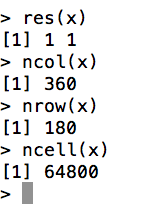 > res(x)
[1] 1 1
> ncol(x)
[1] 360
> nrow(x)
[1] 180
> ncell(x)
[1] 64800
>